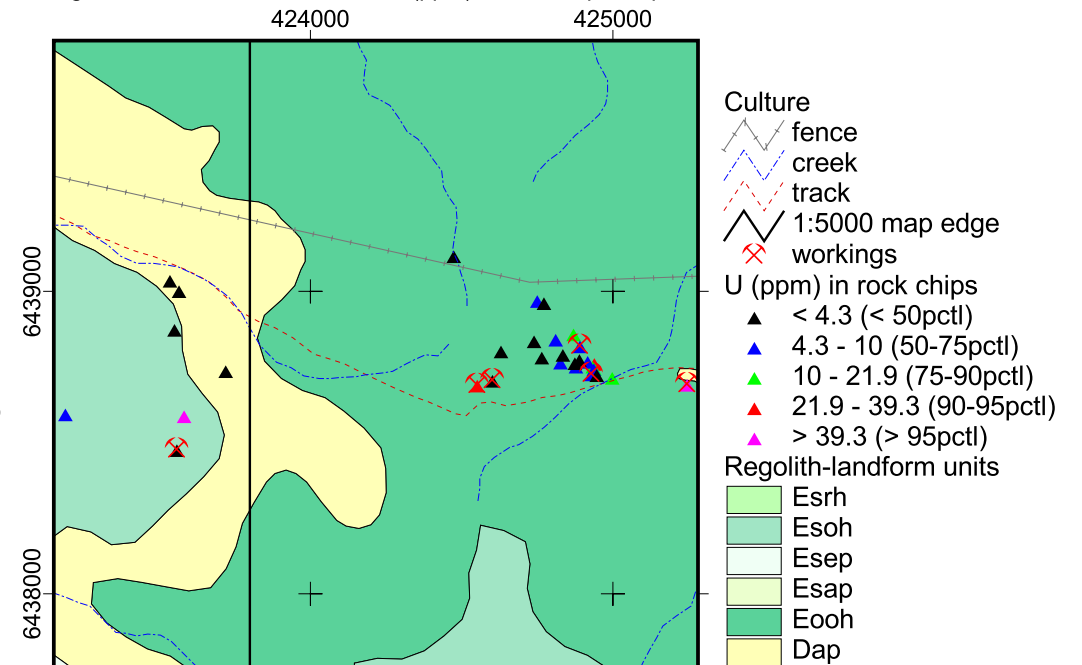 424000 425000
6439000
6438000
Culture
fence
creek
track
1:5000 map edge
workings
U (ppm) in rock chips
< 4.3 (< 50pctl)
4.3 - 10 (50-75pctl)
10 - 21.9 (75-90pctl)
21.9 - 39.3 (90-95pctl)
> 39.3 (> 95pctl)
Regolith-landform units
Esrh
Esoh
Esep
Esap
Eooh
Dap